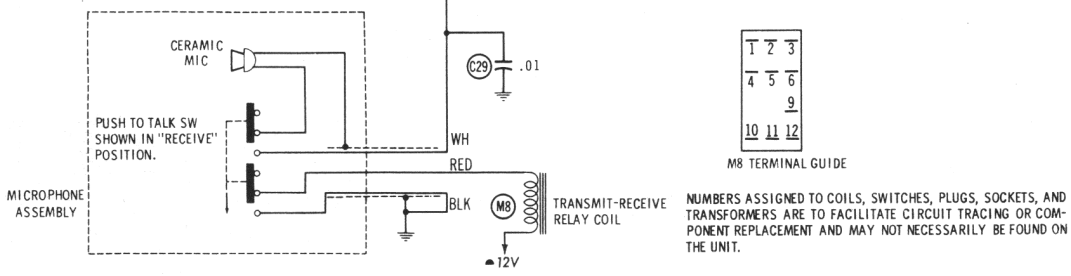 CERAMIC
MIC
C29 .01
PUSH TO TALK SW
SHOWN IN "RECEIVE"
POSITION.
WH
RED
BLK
MICROPHONE
ASSEMBLY
M8
TRANSMIT-RECEIVE
RELAY COIL
12V
1 2 3
4 5 6
9
10 11 12
M8 TERMINAL GUIDE
NUMBERS ASSIGNED TO COILS, SWITCHES, PLUGS, SOCKETS, AND
TRANSFORMERS ARE TO FACILITATE CIRCUIT TRACING OR COM-
PONENT REPLACEMENT AND MAY NOT NECESSARILY BE FOUND ON
THE UNIT.